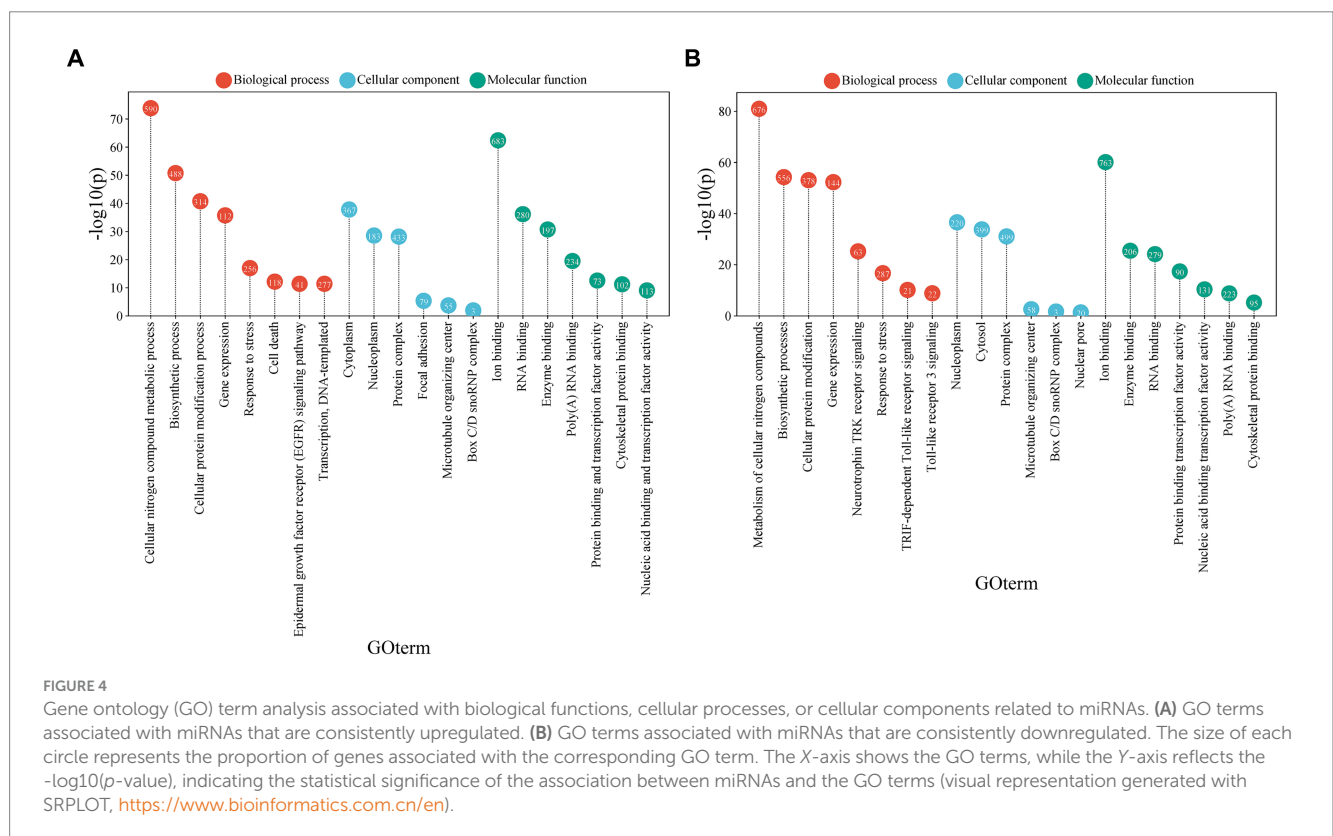 A
Biological process Cellular component Molecular function
-log10(p)
70
60
50
40
30
20
10
0
590
488
314
112
256
118
41
277
367
182
433
79
55
3
683
280
197
234
73
102
113
Cellular nitrogen compound metabolic process
Biosynthetic process
Cellular protein modification process
Gene expression
Response to stress
Cell death
Epidermal growth factor receptor (EGFR) signaling pathway
Transcription, DNA-templated
Cytoplasm
Nucleoplasm
Protein complex
Focal adhesion
Microtubule organizing center
Box C/D snoRNP complex
Ion binding
RNA binding
Enzyme binding
Poly(A) RNA binding
Protein binding and transcription factor activity
Cytoskeletal protein binding
Nucleic acid binding and transcription factor activity
GOterm
B
Biological process Cellular component Molecular function
-log10(p)
80
60
40
20
0
676
556
378
144
63
287
21
22
220
399
499
58
3
20
763
206
279
90
131
223
95
Metabolism of cellular nitrogen compounds
Biosynthetic processes
Cellular protein modification
Gene expression
Neurotrophin TRK receptor signaling
Response to stress
TRIF-dependent Toll-like receptor signaling
Toll-like receptor 3 signaling
Nucleoplasm
Cytosol
Protein complex
Microtubule organizing center
Box C/D snoRNP complex
Nuclear pore
Ion binding
Enzyme binding
RNA binding
Protein binding transcription factor activity
Nucleic acid binding transcription factor activity
Poly(A) RNA binding
Cytoskeletal protein binding
GOterm
FIGURE 4
Gene ontology (GO) term analysis associated with biological functions, cellular processes, or cellular components related to miRNAs. (A) GO terms
associated with miRNAs that are consistently upregulated. (B) GO terms associated with miRNAs that are consistently downregulated. The size of each
circle represents the proportion of genes associated with the corresponding GO term. The X-axis shows the GO terms, while the Y-axis reflects the
-log10(p-value), indicating the statistical significance of the association between miRNAs and the GO terms (visual representation generated with
SRPLOT, https://www.bioinformatics.com.cn/en).